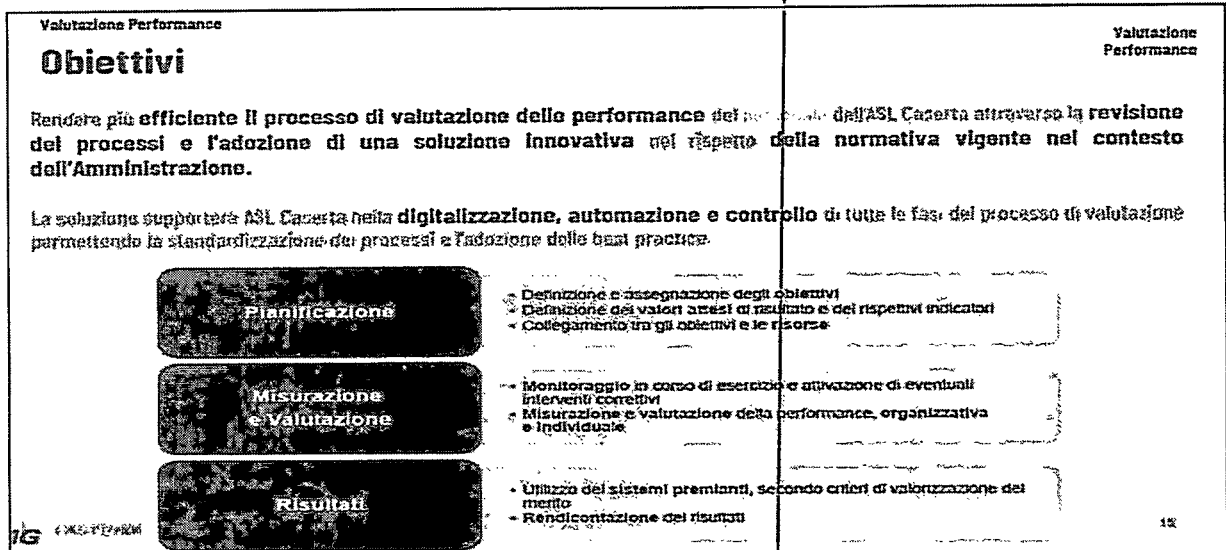 Valutazione Performance
Valutazione
Performance
Obiettivi
Rendere più efficiente il processo di valutazione delle performance del dell'ASL Caserta attraverso la revisione
dei processi e l'adozione di una soluzione innovativa nel rispetto della normativa vigente nel contesto
dell'Amministrazione.
La soluzione supporterà ASL Caserta nella digitalizzazione, automazione e controllo di tutte le fasi del processo di valutazione
permettendo la standardizzazione dei processi e l'adozione delle best practice.
Pianificazione
- Definizione e assegnazione degli obiettivi
- Definizione dei valori attesi di risultato e dei rispettivi indicatori
- Collegamento tra gli obiettivi e le risorse
Misurazione
e Valutazione
- Monitoraggio in corso di esercizio e attivazione di eventuali
interventi correttivi
- Misurazione e valutazione della performance, organizzativa
e individuale
Risultati
- Utilizzo dei sistemi premianti, secondo criteri di valorizzazione del
merito
- Rendicontazione dei risultati